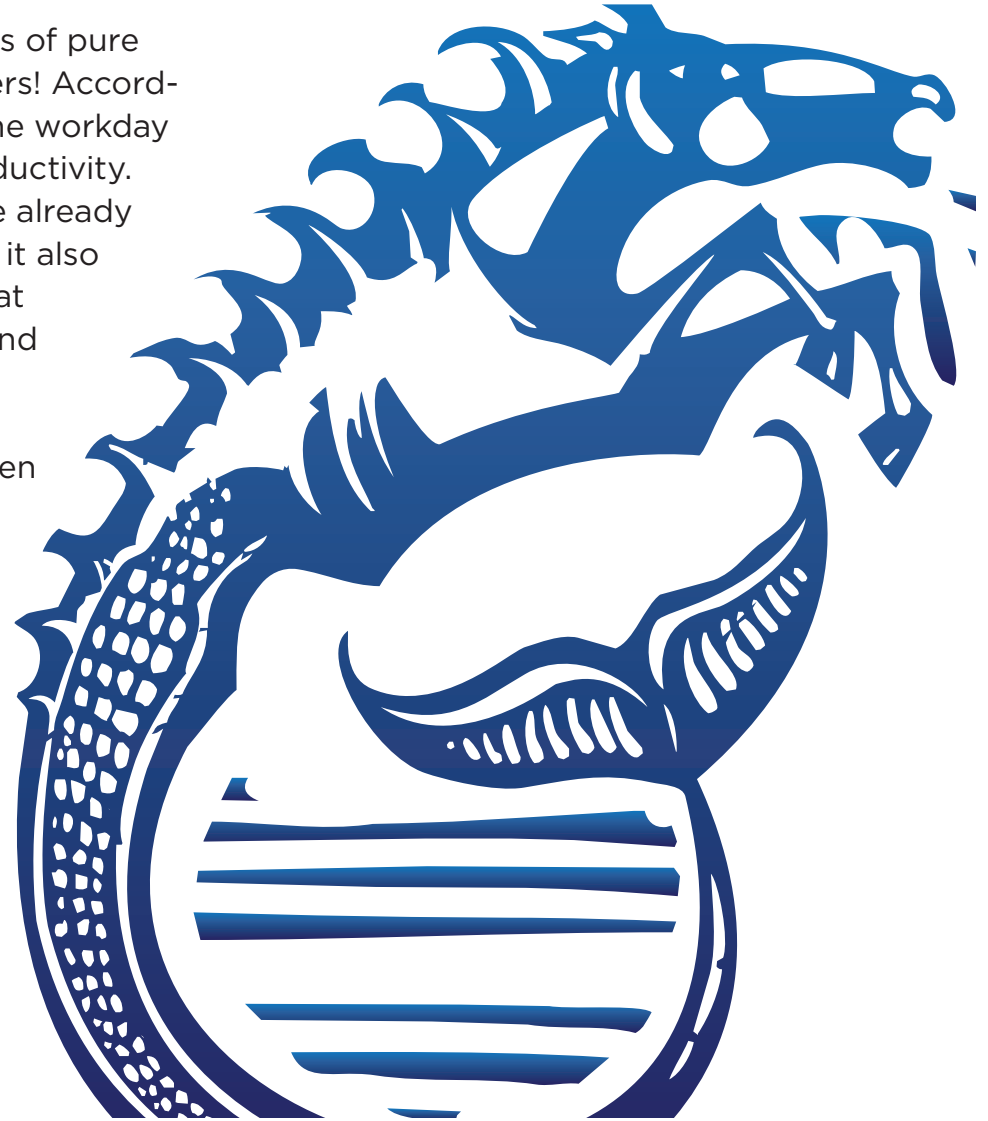 s of pure
ers! Accord-
he workday
ductivity.
e already
it also
at
nd
en